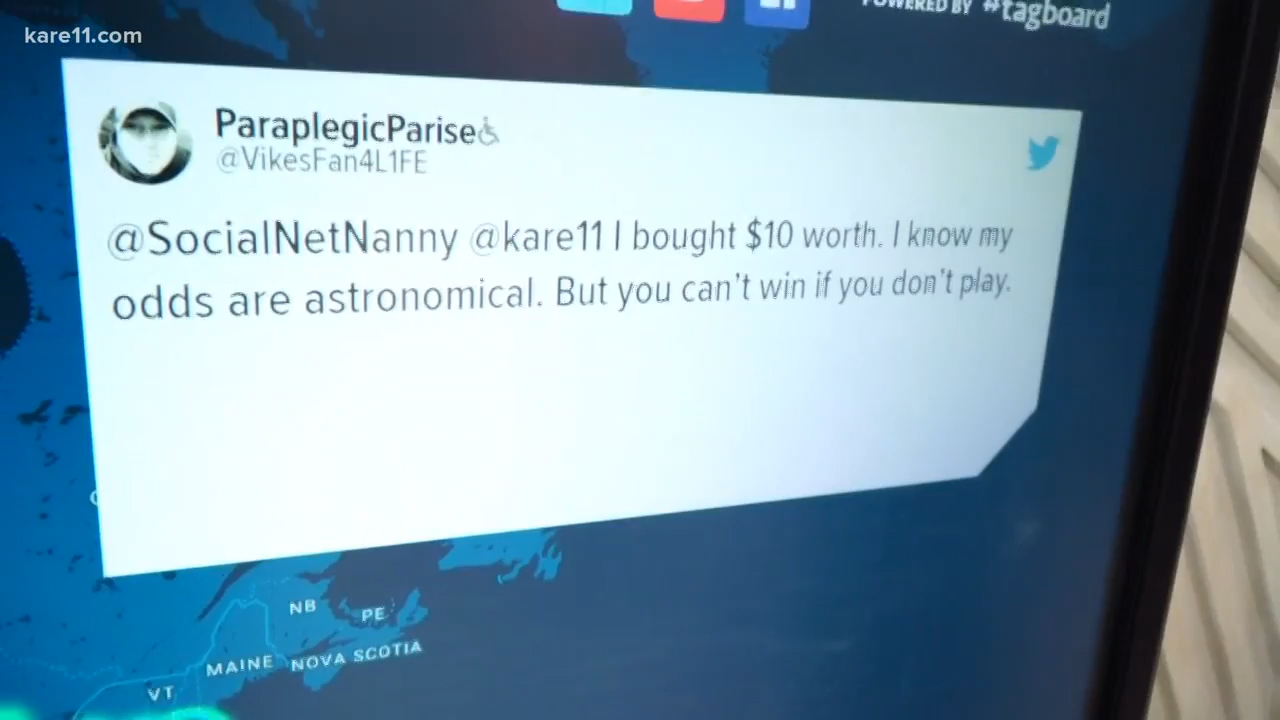 kare11.com
POWERED BY #tagboard
ParaplegicParise
@VikesFan4L1FE
@SocialNetNanny @kare11 I bought $10 worth. I know my
odds are astronomical. But you can't win if you don't play.
NB
PE
MAINE
NOVA SCOTIA
VT